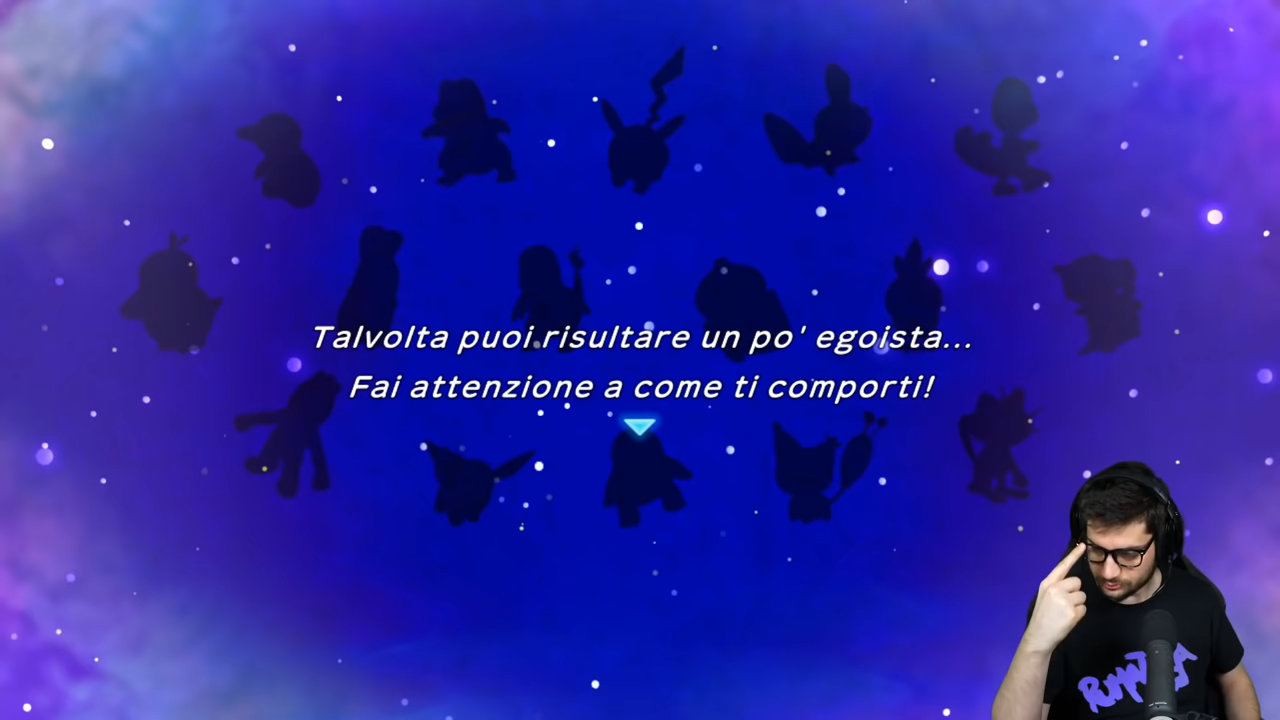 Talvolta puoi risultare un po' egoista...
Fai attenzione a come ti comporti!